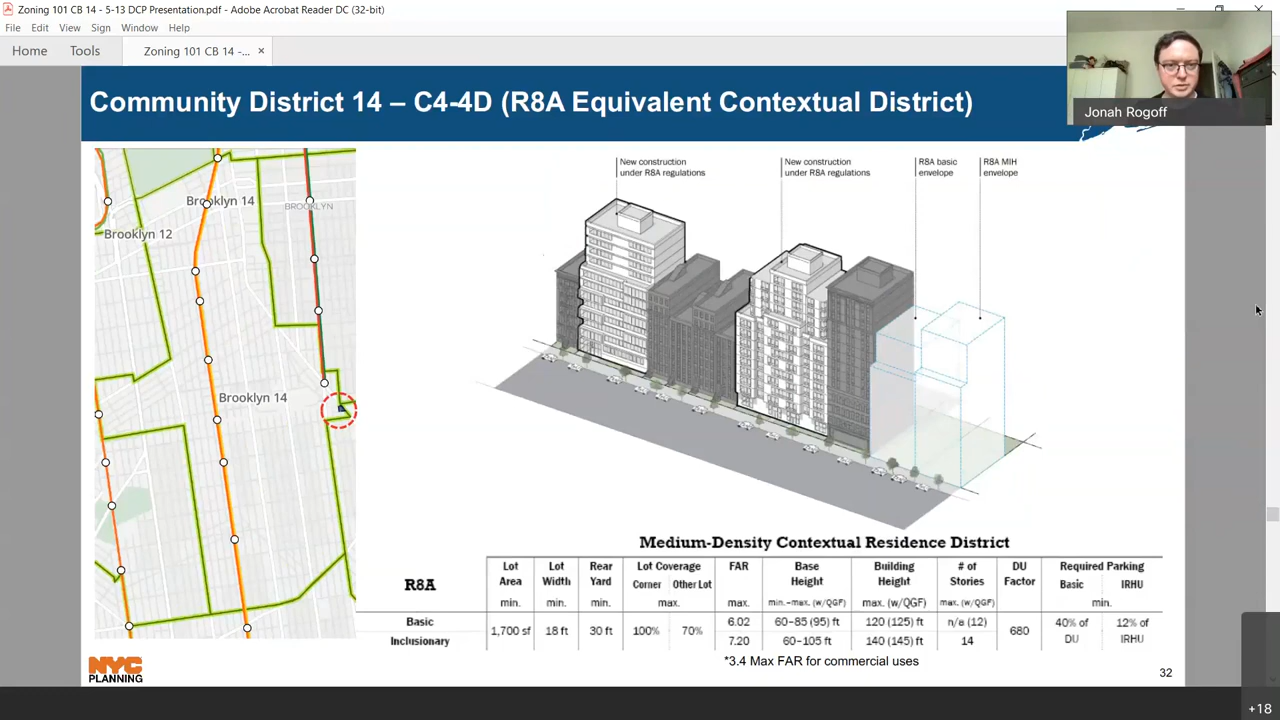 Zoning 101 CB 14 - 5-13 DCP Presentation.pdf - Adobe Acrobat Reader DC (32-bit)
File Edit View Sign Window Help
Home Tools Zoning 101 CB 14 -... ×
Jonah Rogoff
Community District 14 – C4-4D (R8A Equivalent Contextual District)
Brooklyn 14
BROOKLYN
Brooklyn 12
Brooklyn 14
New construction
under R8A regulations
New construction
under R8A regulations
R8A basic
envelope
R8A MIH
envelope
Medium-Density Contextual Residence District
R8A
Lot Area min. Lot Width min. Rear Yard min. Lot Coverage Corner Other Lot max. FAR max. Base Height min.-max. (w/QGF) Building Height max. (w/QGF) # of Stories max. (w/QGF) DU Factor Required Parking Basic IRHU min.
Basic 1,700 sf 18 ft 30 ft 100% 70% 6.02 60–85 (95) ft 120 (125) ft n/a (12) 680 40% of DU 12% of IRHU
Inclusionary 7.20 60–105 ft 140 (145) ft 14
*3.4 Max FAR for commercial uses
NYC
PLANNING
32
+18